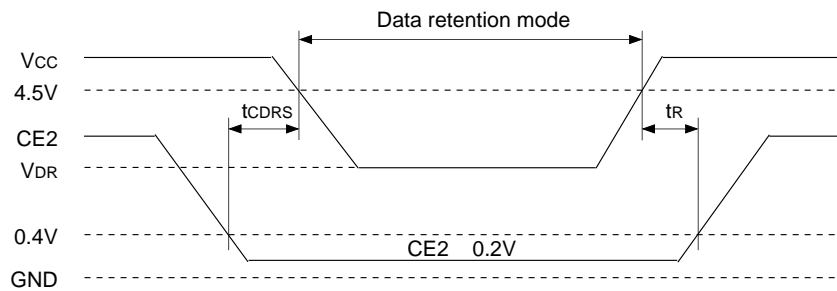 Data retention mode
VCC
4.5V
tCDRS
tR
CE2
VDR
0.4V
CE2 0.2V
GND